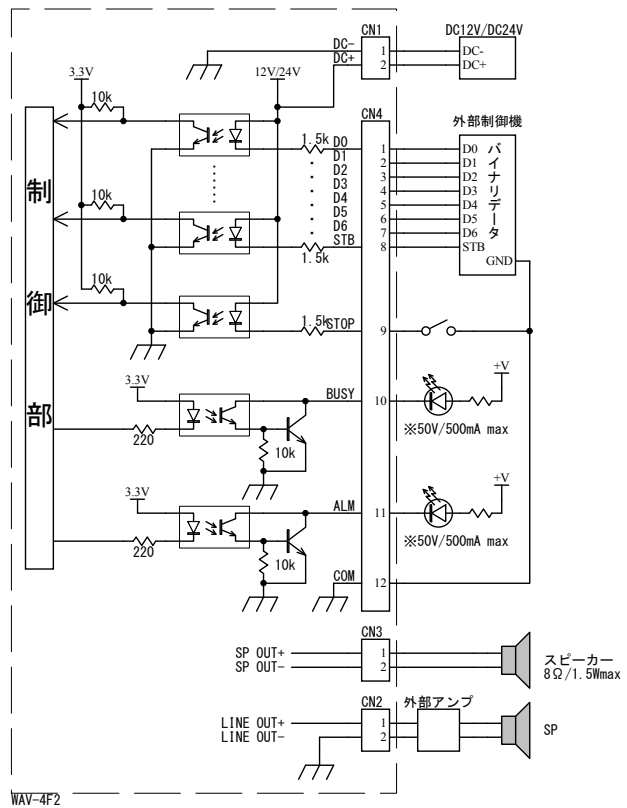 CN1
DC12V/DC24V
DC-
DC+
1
2
DC-
DC+
3.3V
12V/24V
10k
CN4
外部制御機
1.5k
D0
D1
D2
D3
D4
D5
D6
STB
1.5k
1
2
3
4
5
6
7
8
D0
D1
D2
D3
D4
D5
D6
STB
GND
バイナリデータ
10k
10k
制御部
1.5k
STOP
9
3.3V
BUSY
10
+V
220
10k
※50V/500mA max
3.3V
ALM
11
+V
220
10k
※50V/500mA max
COM
12
CN3
SP OUT+
SP OUT-
1
2
スピーカー
8Ω/1.5Wmax
CN2
外部アンプ
LINE OUT+
LINE OUT-
1
2
SP
WAV-4F2